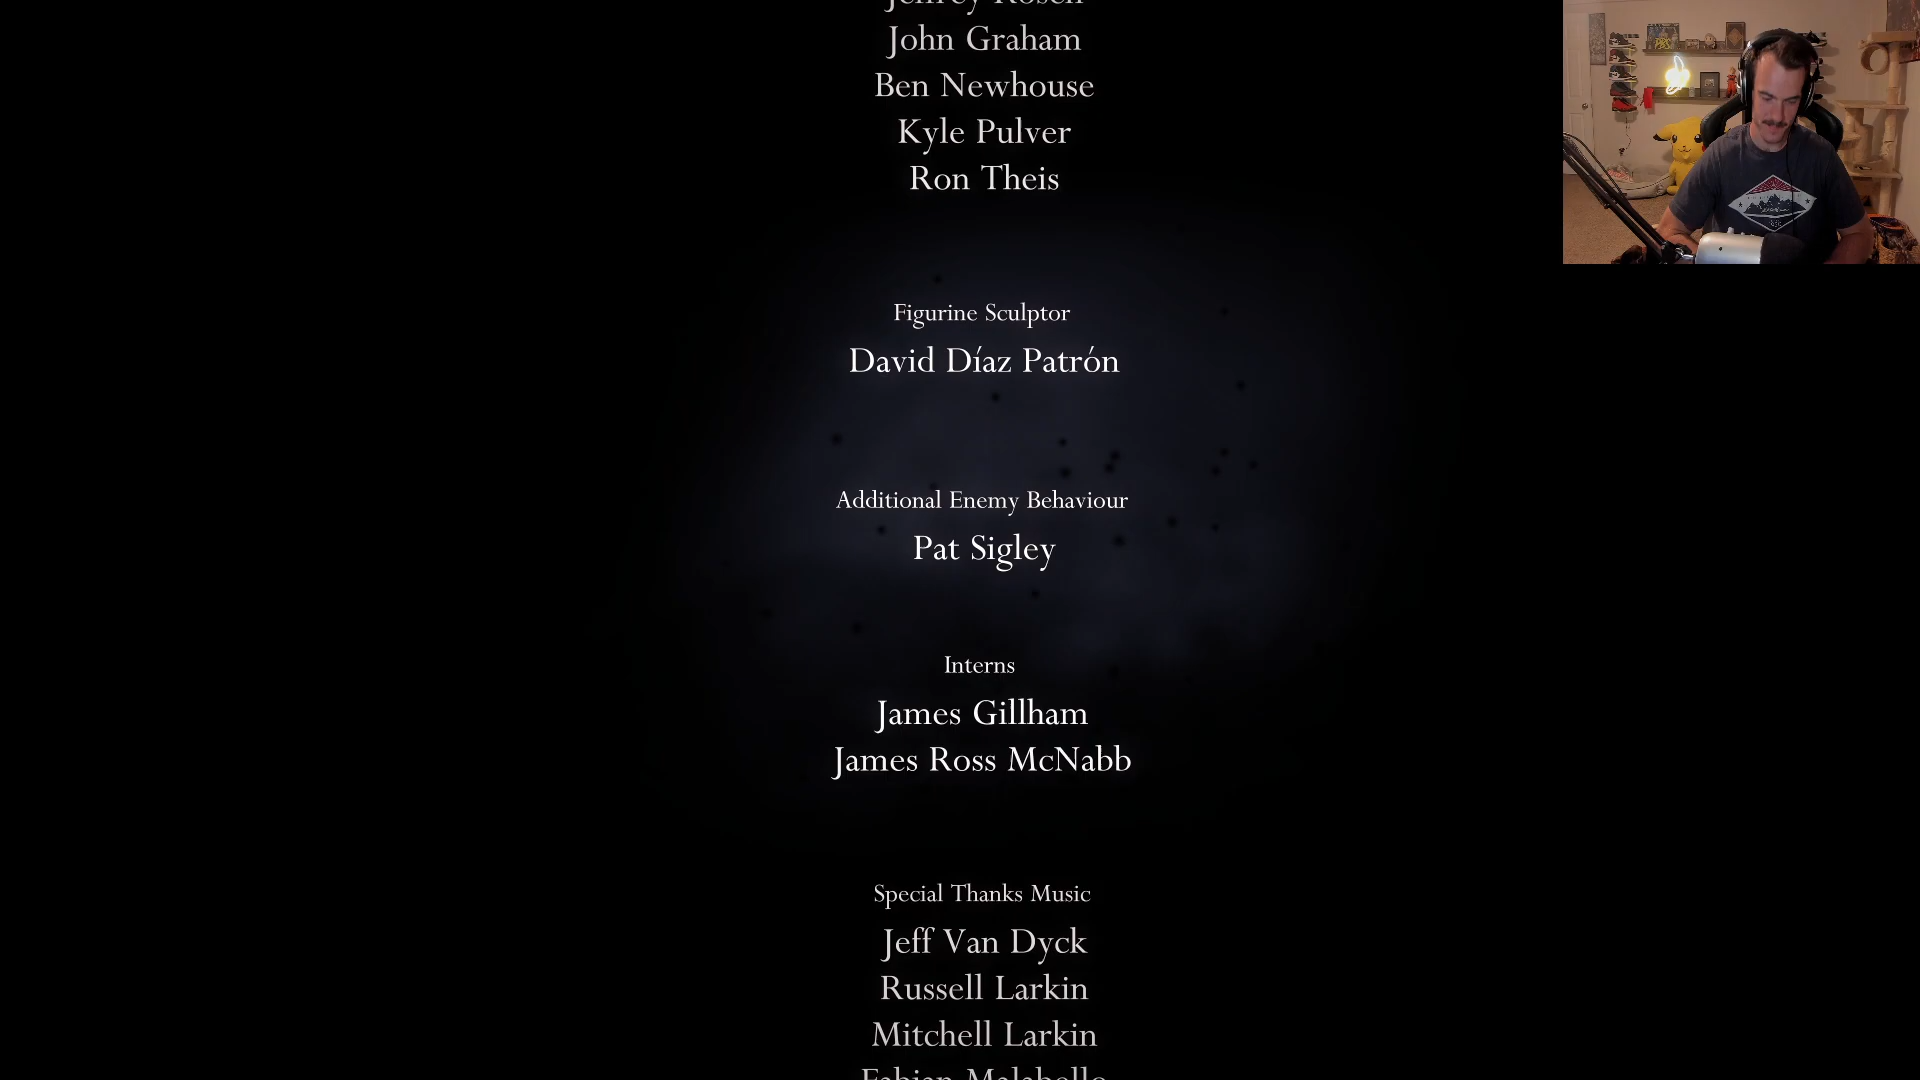 John Graham
Ben Newhouse
Kyle Pulver
Ron Theis
Figurine Sculptor
David Díaz Patrón
Additional Enemy Behaviour
Pat Sigley
Interns
James Gillham
James Ross McNabb
Special Thanks Music
Jeff Van Dyck
Russell Larkin
Mitchell Larkin